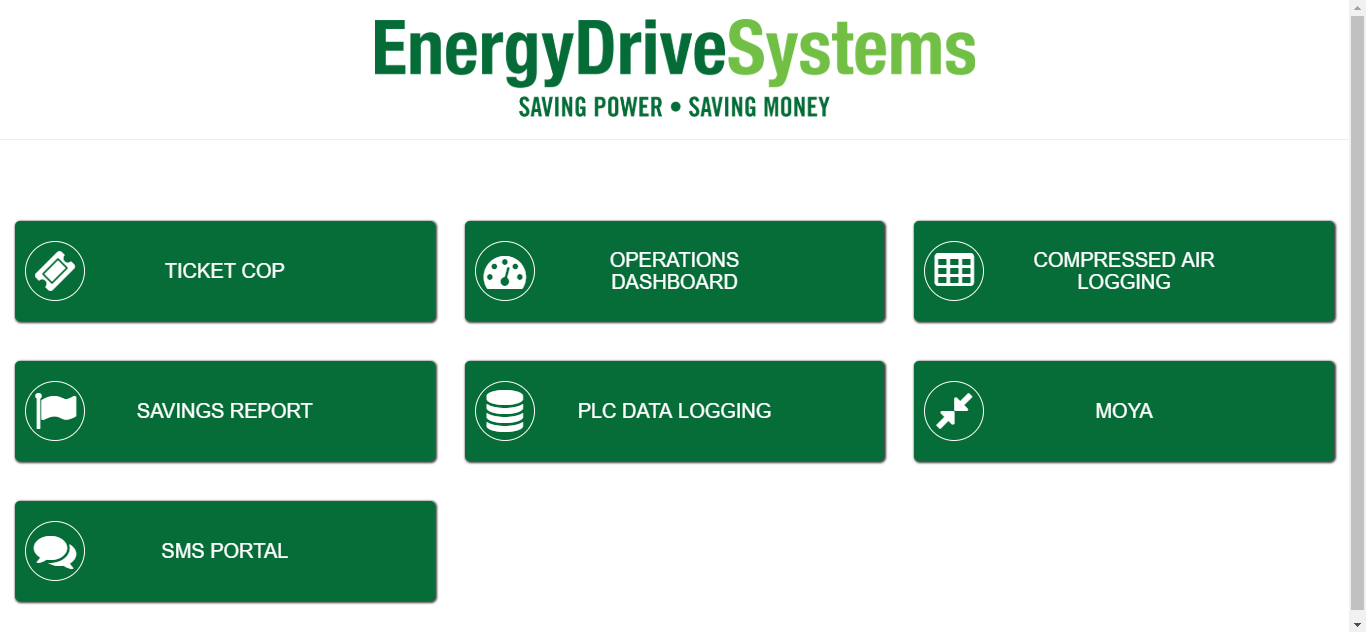 EnergyDriveSystems
SAVING POWER • SAVING MONEY
TICKET COP
OPERATIONS
DASHBOARD
COMPRESSED AIR
LOGGING
SAVINGS REPORT
PLC DATA LOGGING
MOYA
SMS PORTAL